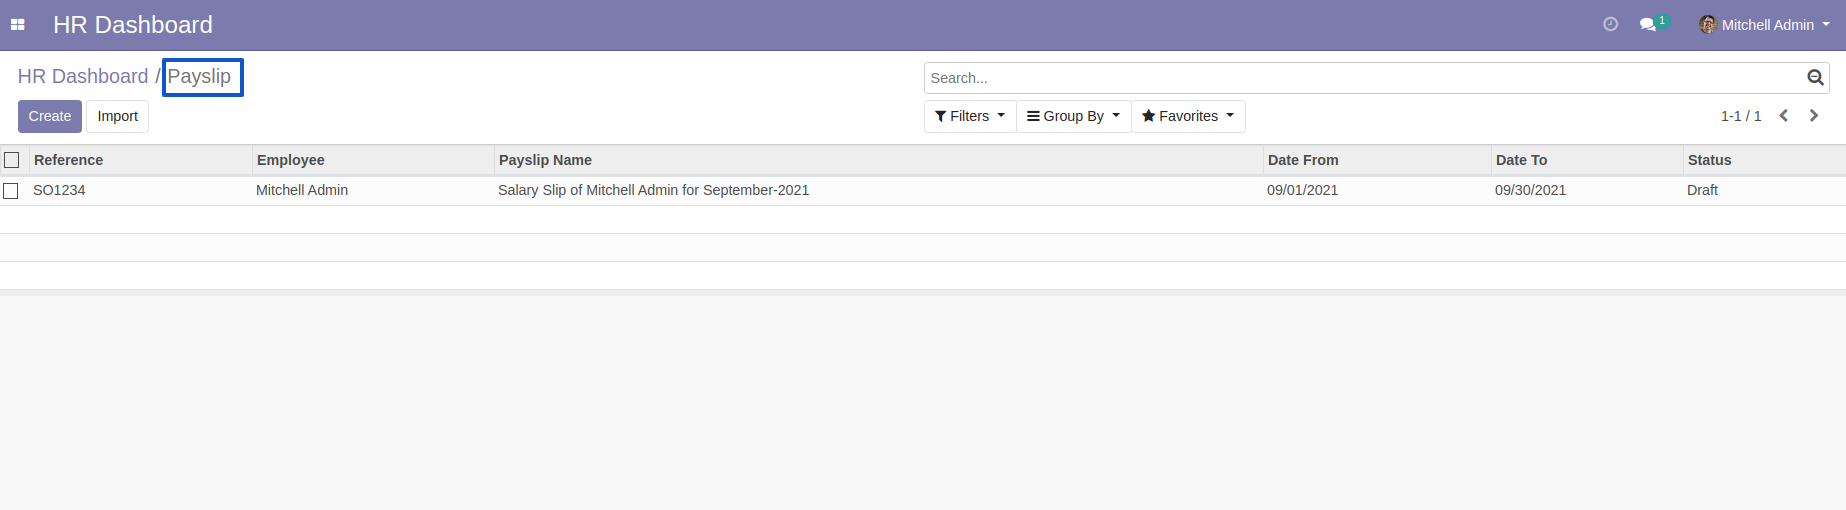 HR Dashboard
1
Mitchell Admin
HR Dashboard / Payslip
Search...
Create Import
Filters Group By Favorites
1-1 / 1
Reference Employee Payslip Name Date From Date To Status
SO1234 Mitchell Admin Salary Slip of Mitchell Admin for September-2021 09/01/2021 09/30/2021 Draft